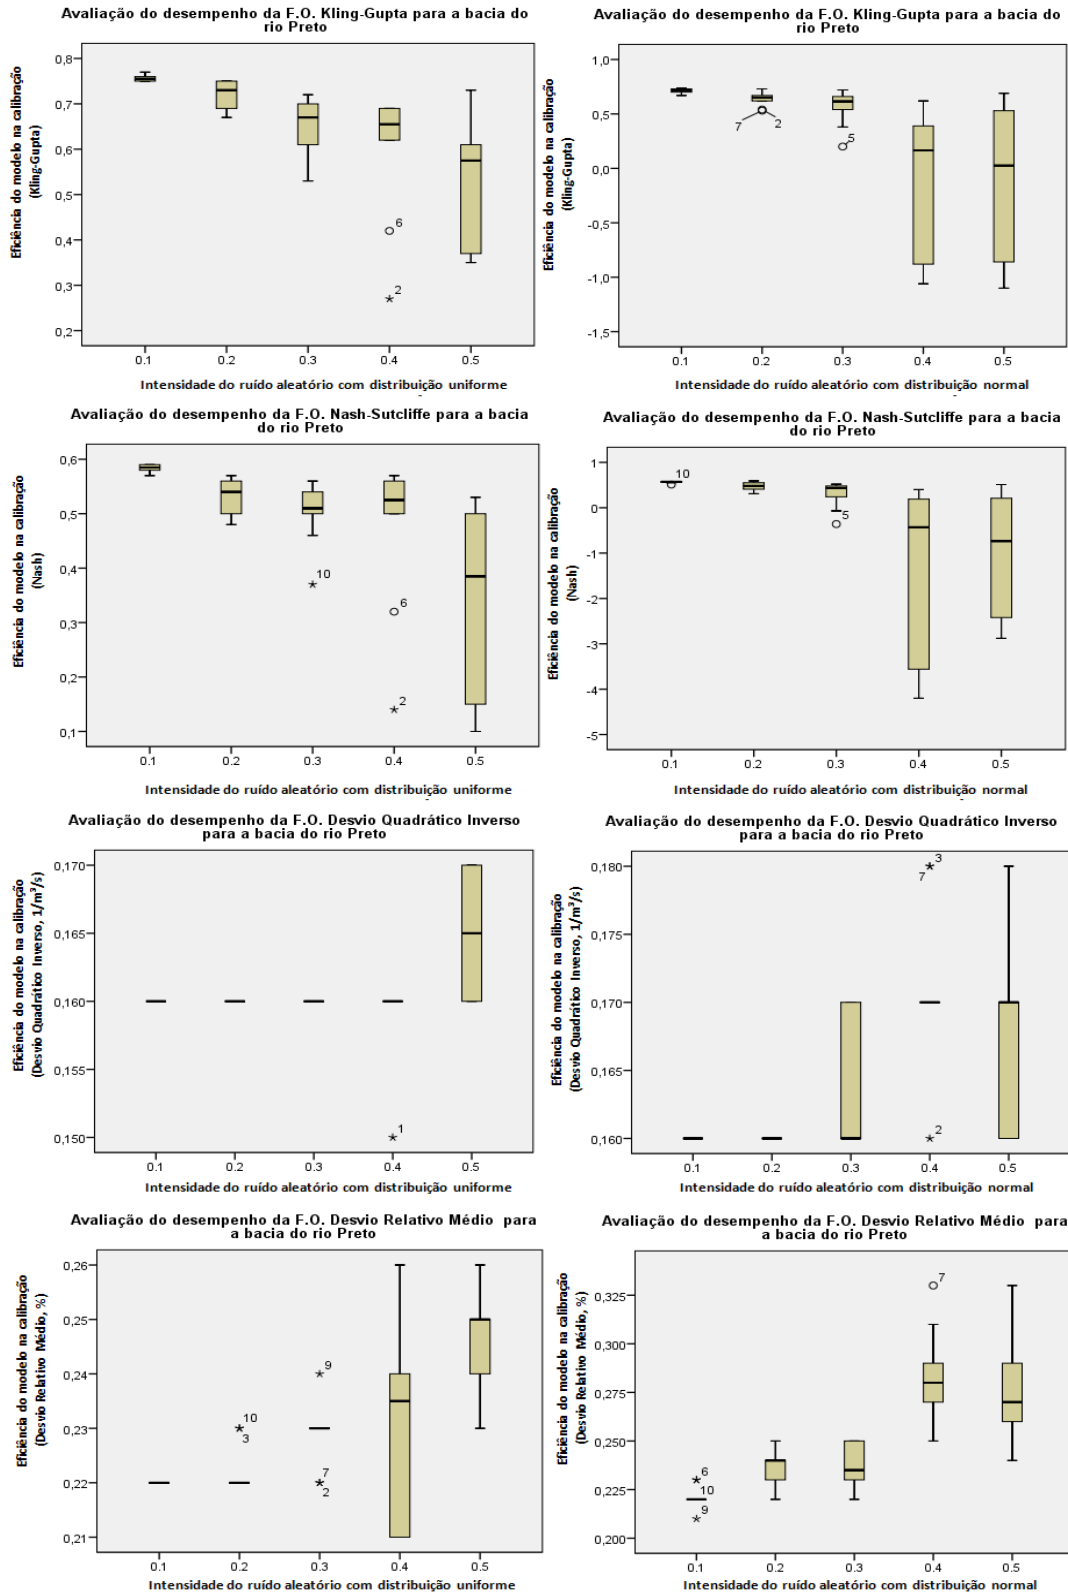 Avaliação do desempenho da F.O. Kling-Gupta para a bacia do
rio Preto
Eficiência do modelo na calibração
(Kling-Gupta)
0,8
0,7
0,6
0,5
0,4
0,3
0,2
6
2
0.1 0.2 0.3 0.4 0.5
Intensidade do ruído aleatório com distribuição uniforme
Avaliação do desempenho da F.O. Kling-Gupta para a bacia do
rio Preto
Eficiência do modelo na calibração
(Kling-Gupta)
1,0
0,5
0,0
-0,5
-1,0
-1,5
7 2
5
0.1 0.2 0.3 0.4 0.5
Intensidade do ruído aleatório com distribuição normal
Avaliação do desempenho da F.O. Nash-Sutcliffe para a bacia
do rio Preto
Eficiência do modelo na calibração
(Nash)
0,6
0,5
0,4
0,3
0,2
0,1
10
6
2
0.1 0.2 0.3 0.4 0.5
Intensidade do ruído aleatório com distribuição uniforme
Avaliação do desempenho da F.O. Nash-Sutcliffe para a bacia
do rio Preto
Eficiência do modelo na calibração
(Nash)
1
0
-1
-2
-3
-4
-5
10
5
0.1 0.2 0.3 0.4 0.5
Intensidade do ruído aleatório com distribuição normal
Avaliação do desempenho da F.O. Desvio Quadrático Inverso
para a bacia do rio Preto
Eficiência do modelo na calibração
(Desvio Quadrático Inverso, 1/m³/s)
0,170
0,165
0,160
0,155
0,150
1
0.1 0.2 0.3 0.4 0.5
Intensidade do ruído aleatório com distribuição uniforme
Avaliação do desempenho da F.O. Desvio Quadrático Inverso
para a bacia do rio Preto
Eficiência do modelo na calibração
(Desvio Quadrático Inverso, 1/m³/s)
0,180
0,175
0,170
0,165
0,160
3
7
2
0.1 0.2 0.3 0.4 0.5
Intensidade do ruído aleatório com distribuição normal
Avaliação do desempenho da F.O. Desvio Relativo Médio para
a bacia do rio Preto
Eficiência do modelo na calibração
(Desvio Relativo Médio, %)
0,26
0,25
0,24
0,23
0,22
0,21
10
3
9
7
2
0.1 0.2 0.3 0.4 0.5
Intensidade do ruído aleatório com distribuição uniforme
Avaliação do desempenho da F.O. Desvio Relativo Médio para
a bacia do rio Preto
Eficiência do modelo na calibração
(Desvio Relativo Médio, %)
0,325
0,300
0,275
0,250
0,225
0,200
6
10
9
7
0.1 0.2 0.3 0.4 0.5
Intensidade do ruído aleatório com distribuição normal